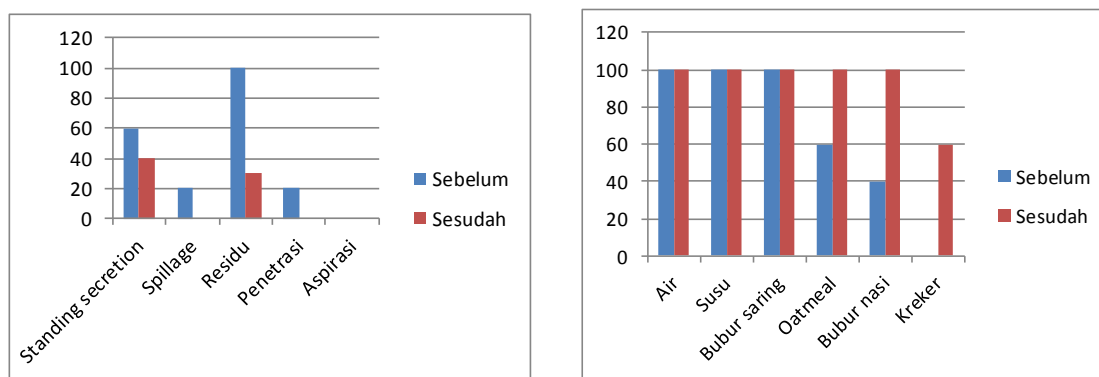 120
100
80
60
40
20
0
Standing secretion
Spillage
Residu
Penetrasi
Aspirasi
Sebelum
Sesudah
120
100
80
60
40
20
0
Air
Susu
Bubur saring
Oatmeal
Bubur nasi
Kreker
Sebelum
Sesudah